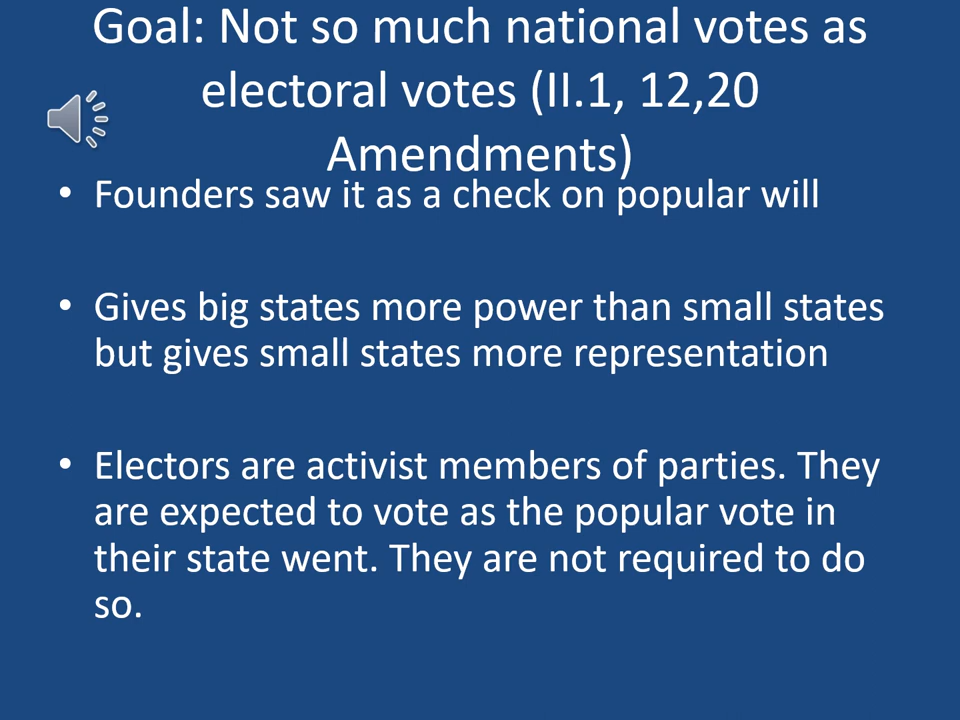 Goal: Not so much national votes as
electoral votes (II.1, 12,20
Amendments)
• Founders saw it as a check on popular will
• Gives big states more power than small states
but gives small states more representation
• Electors are activist members of parties. They
are expected to vote as the popular vote in
their state went. They are not required to do
so.